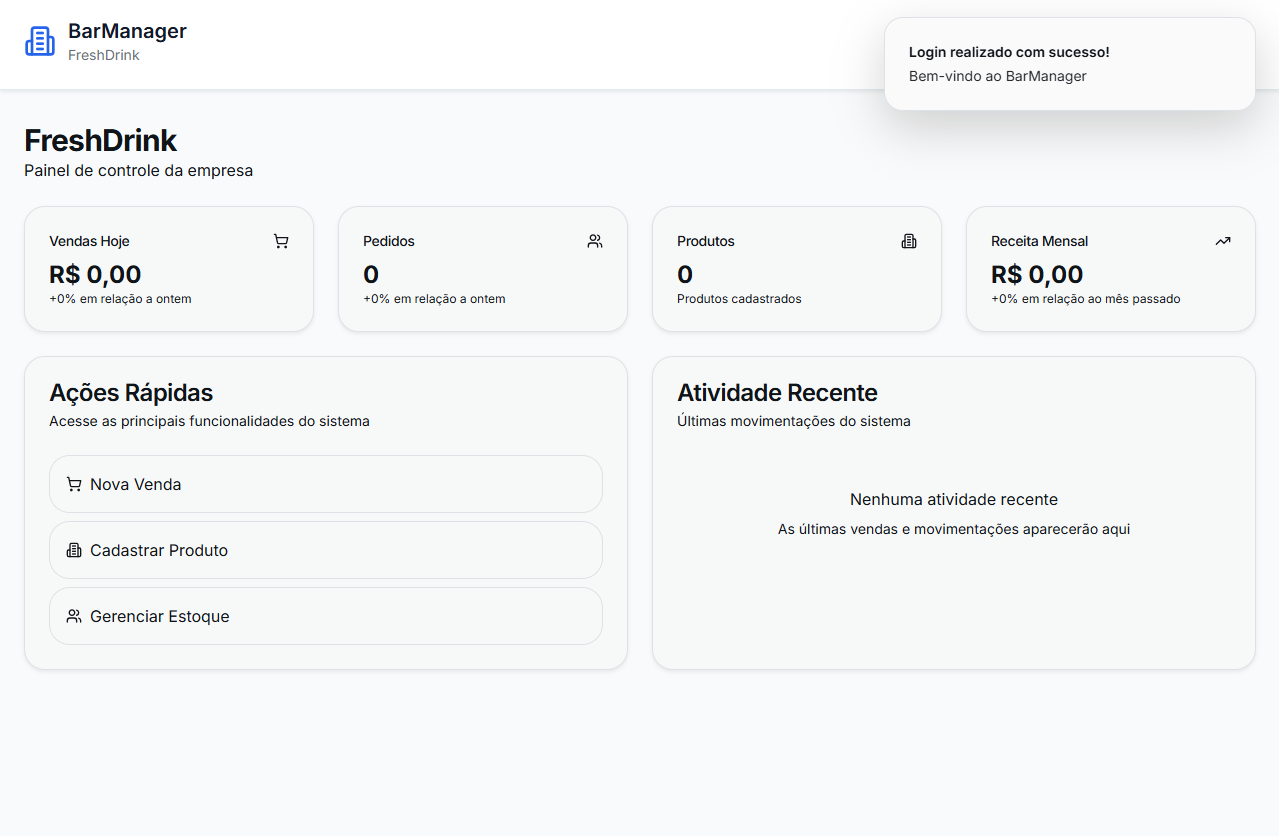 BarManager
FreshDrink
Login realizado com sucesso!
Bem-vindo ao BarManager
FreshDrink
Painel de controle da empresa
Vendas Hoje
R$ 0,00
+0% em relação a ontem
Pedidos
0
+0% em relação a ontem
Produtos
0
Produtos cadastrados
Receita Mensal
R$ 0,00
+0% em relação ao mês passado
Ações Rápidas
Acesse as principais funcionalidades do sistema
Nova Venda
Cadastrar Produto
Gerenciar Estoque
Atividade Recente
Últimas movimentações do sistema
Nenhuma atividade recente
As últimas vendas e movimentações aparecerão aqui